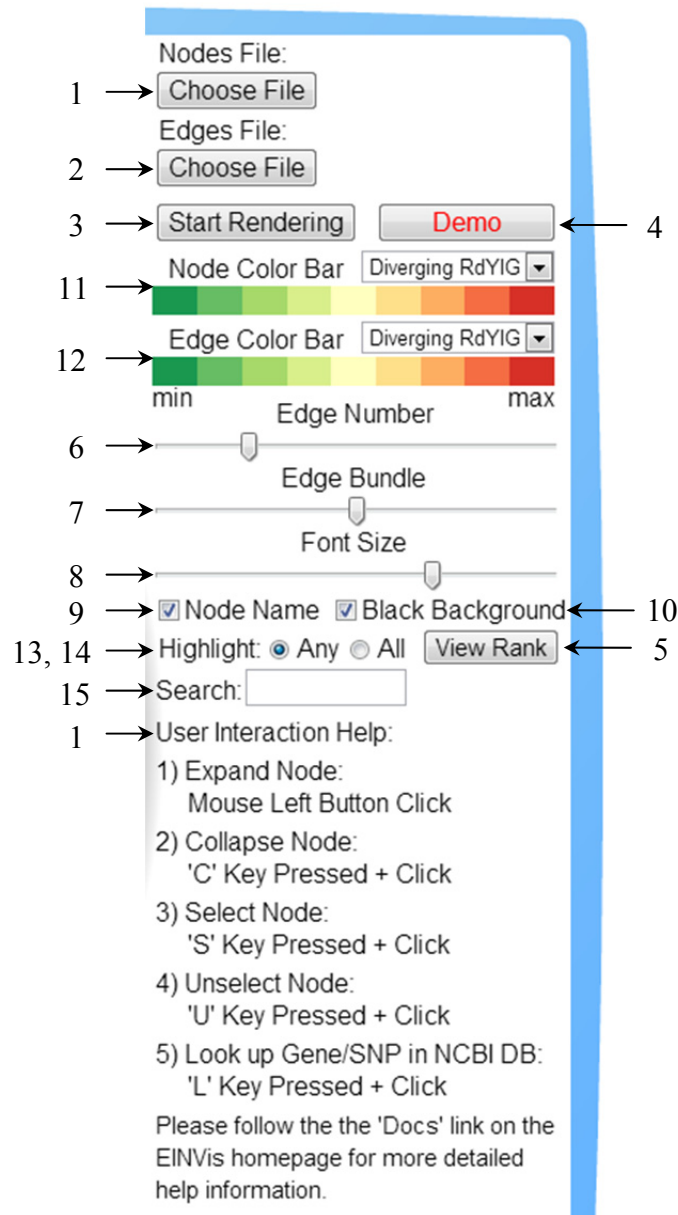 Nodes File:
1 Choose File
Edges File:
2 Choose File
3 Start Rendering Demo 4
Node Color Bar Diverging RdYlG
11
Edge Color Bar Diverging RdYlG
12
min max
Edge Number
6
Edge Bundle
7
Font Size
8
9 Node Name Black Background 10
13, 14 Highlight: Any All View Rank 5
15 Search:
1 User Interaction Help:
1) Expand Node:
Mouse Left Button Click
2) Collapse Node:
'C' Key Pressed + Click
3) Select Node:
'S' Key Pressed + Click
4) Unselect Node:
'U' Key Pressed + Click
5) Look up Gene/SNP in NCBI DB:
'L' Key Pressed + Click
Please follow the the 'Docs' link on the
EINVis homepage for more detailed
help information.